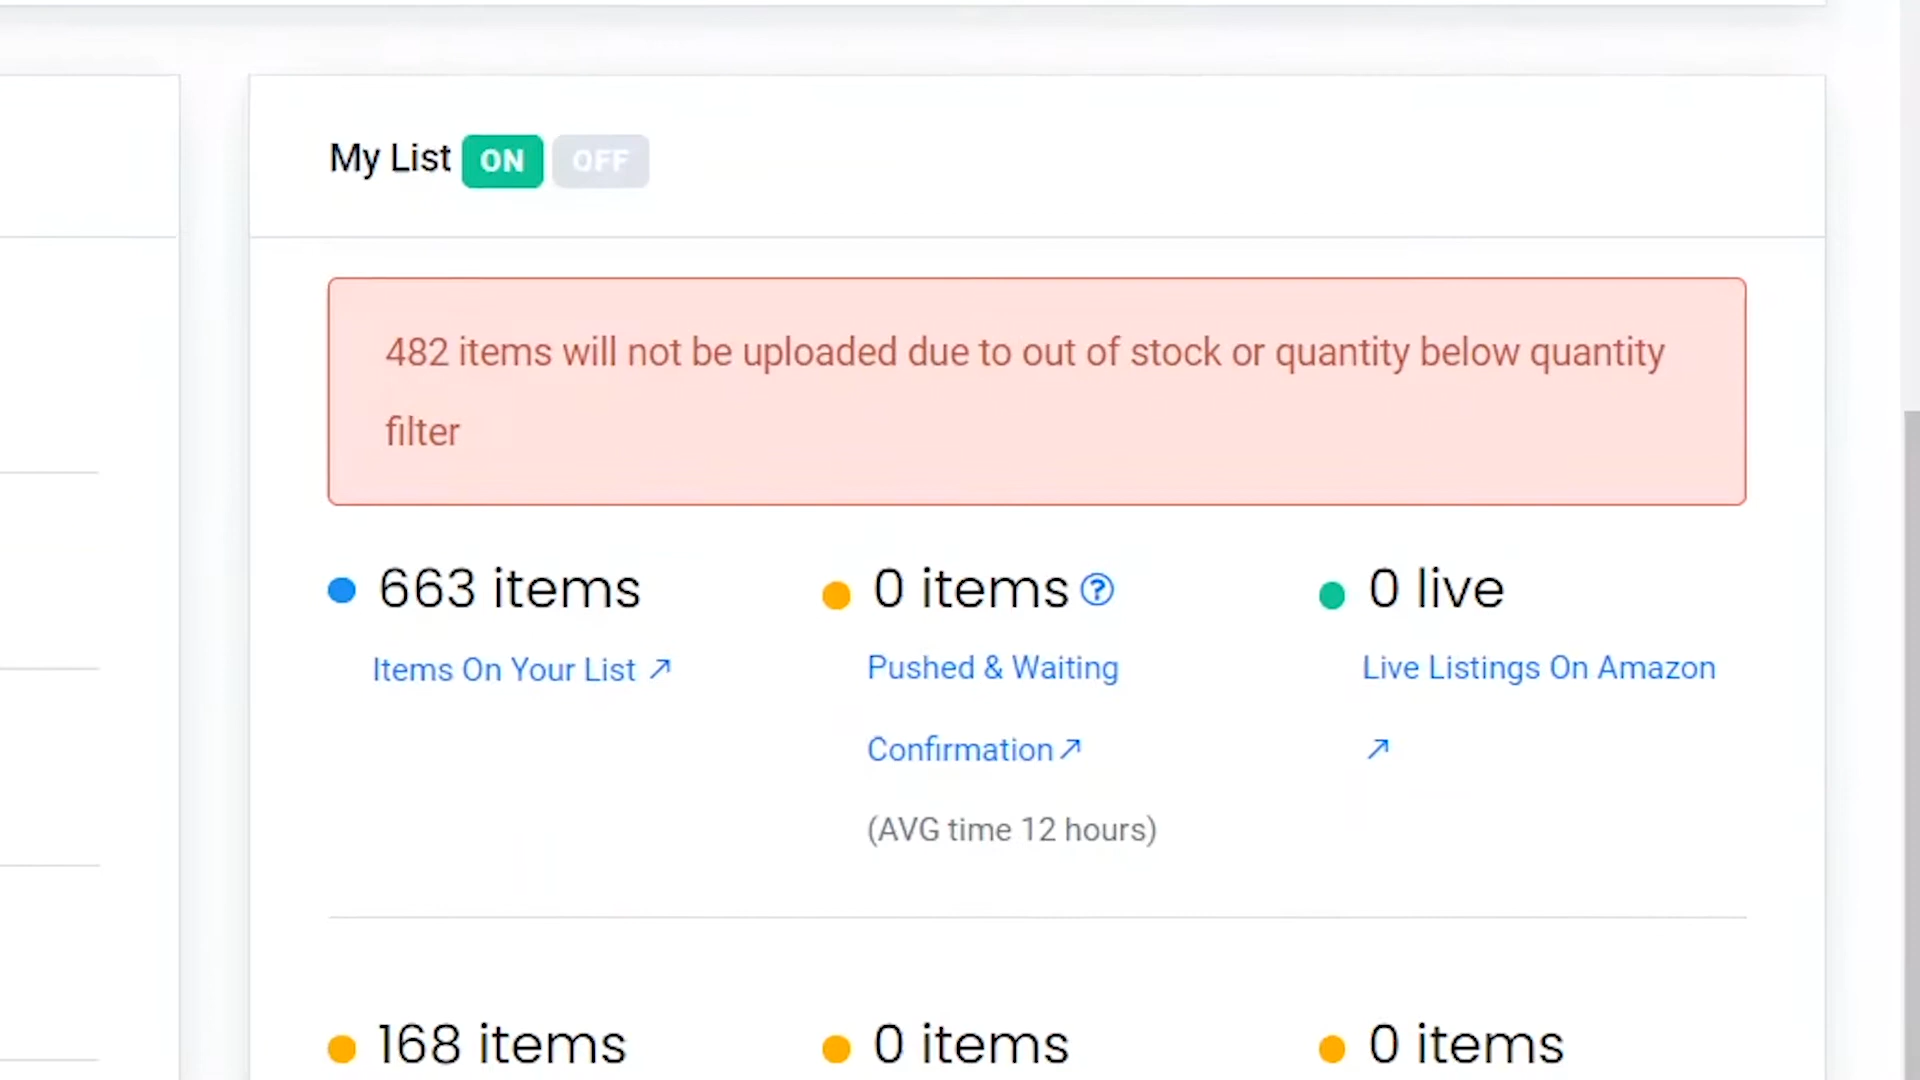 My List ON OFF
482 items will not be uploaded due to out of stock or quantity below quantity
filter
663 items
Items On Your List ↗
0 items ?
Pushed & Waiting
Confirmation ↗
(AVG time 12 hours)
0 live
Live Listings On Amazon
↗
168 items
0 items
0 items